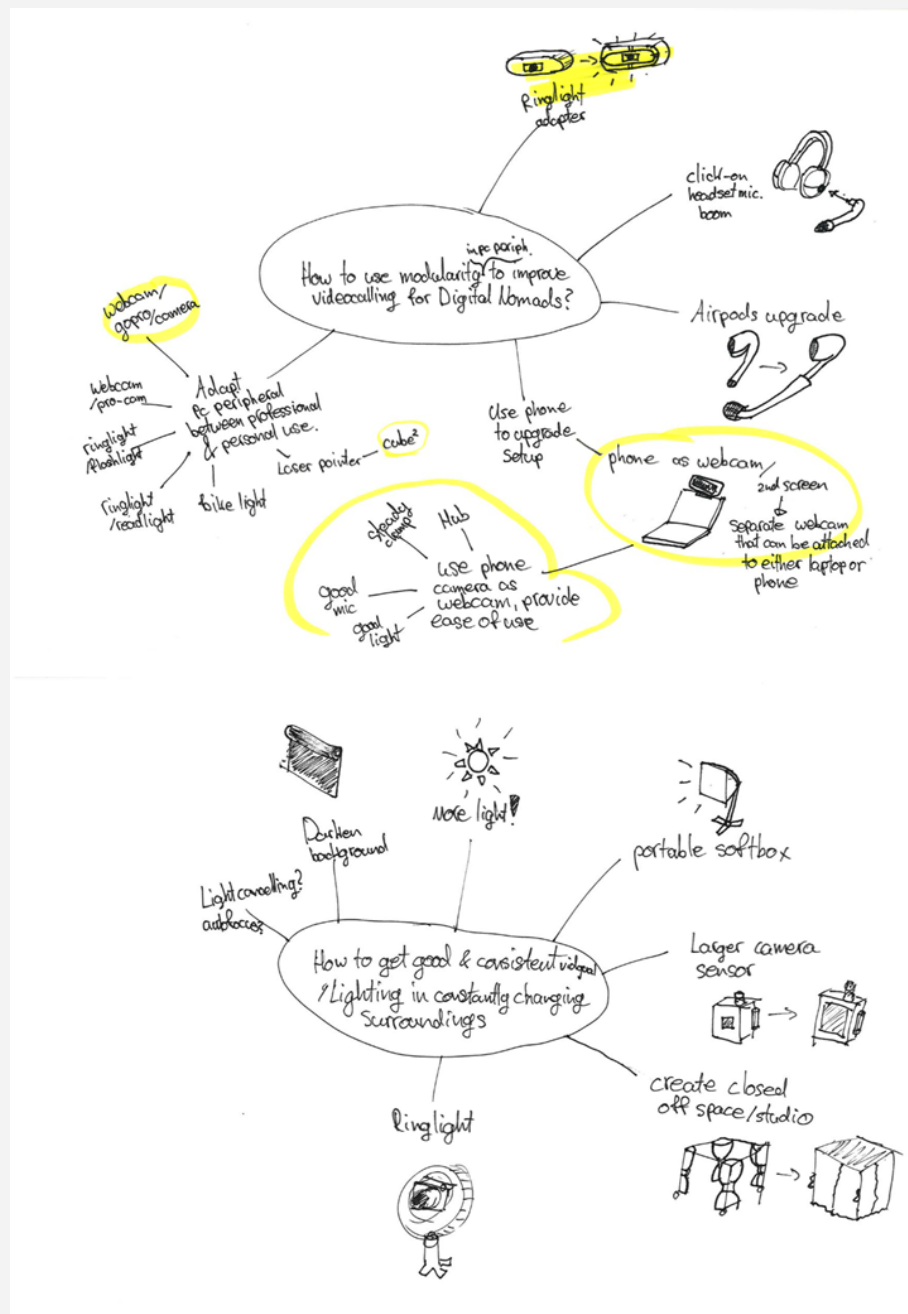 Ringlight
adapter
click-on
headset mic.
boom
in pc periph.
How to use modularity to improve
videocalling for Digital Nomads?
Airpods upgrade
webcam/
gopro/camera
webcam
/pro-cam
ringlight
/flashlight
ringlight
/readlight
Adapt
pc peripheral
between professional
& personal use.
bike light
Laser pointer
cube²
Use phone
to upgrade
Setup
phone as webcam/
2nd screen
separate webcam
that can be attached
to either laptop or
phone
steady
clamp
Hub
good
mic
good
light
use phone
camera as
webcam, provide
ease of use
Darken
background
More light!
portable softbox
Light cancelling?
Larger camera
sensor
How to get good & consistent
/Lighting in constantly changing
surroundings
create closed
off space/studio
Ringlight